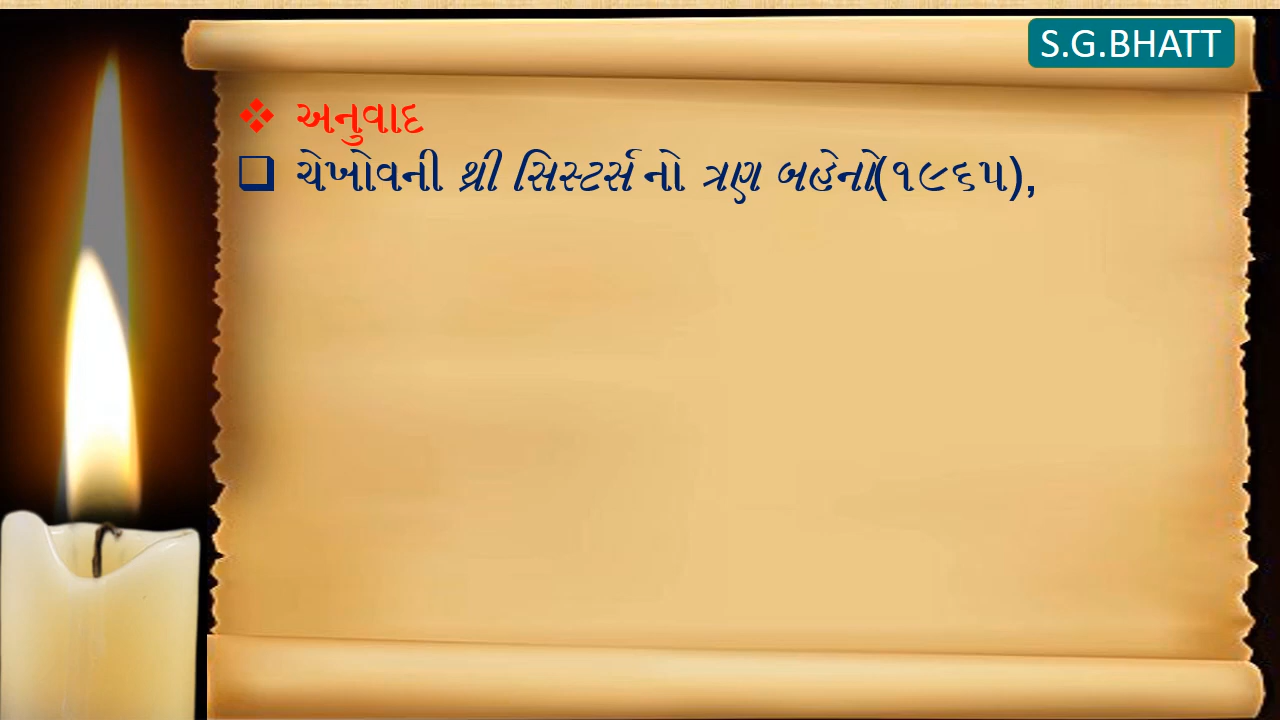 S.G.BHATT
❖ અનુવાદ
❑ ચેખોવની થ્રી સિસ્ટર્સ નો ત્રણ બહેનો(૧૯૬૫),